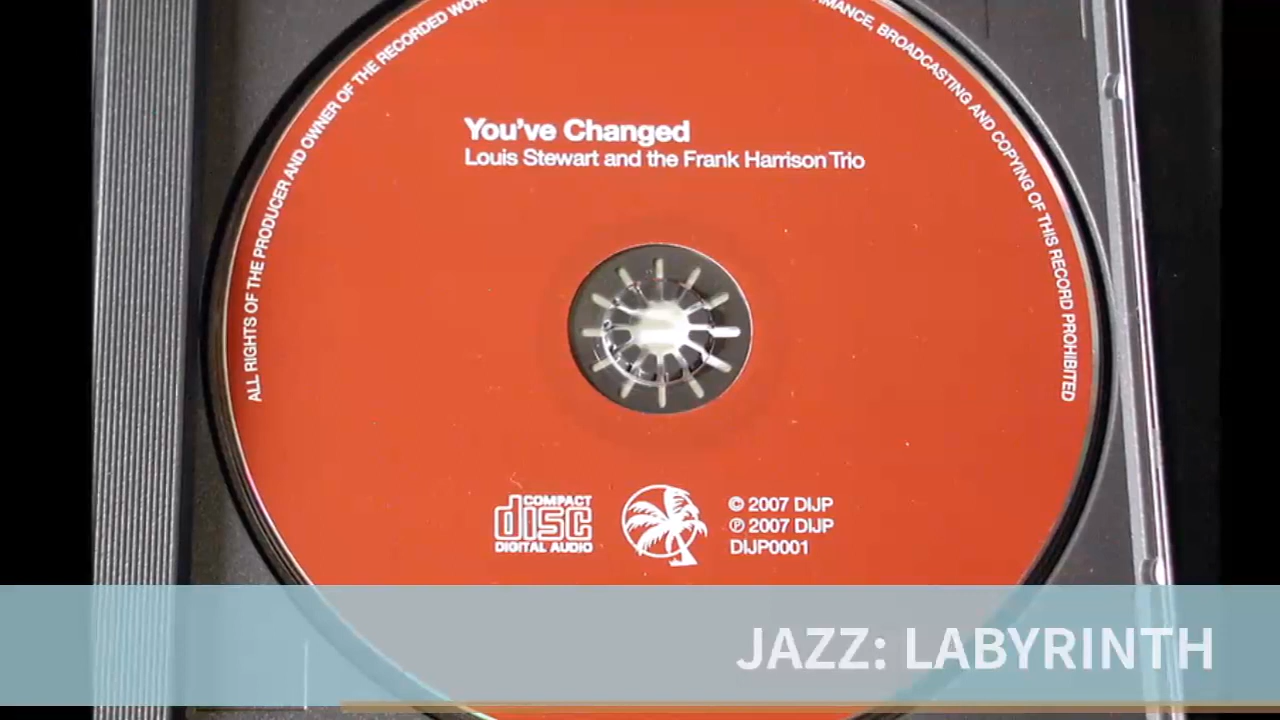 ALL RIGHTS OF THE PRODUCER AND OWNER OF THE RECORDED
BROADCASTING AND COPYING OF THIS RECORD PROHIBITED
You've Changed
Louis Stewart and the Frank Harrison Trio
COMPACT
disc
DIGITAL AUDIO
© 2007 DIJP
℗ 2007 DIJP
DIJP0001
JAZZ: LABYRINTH